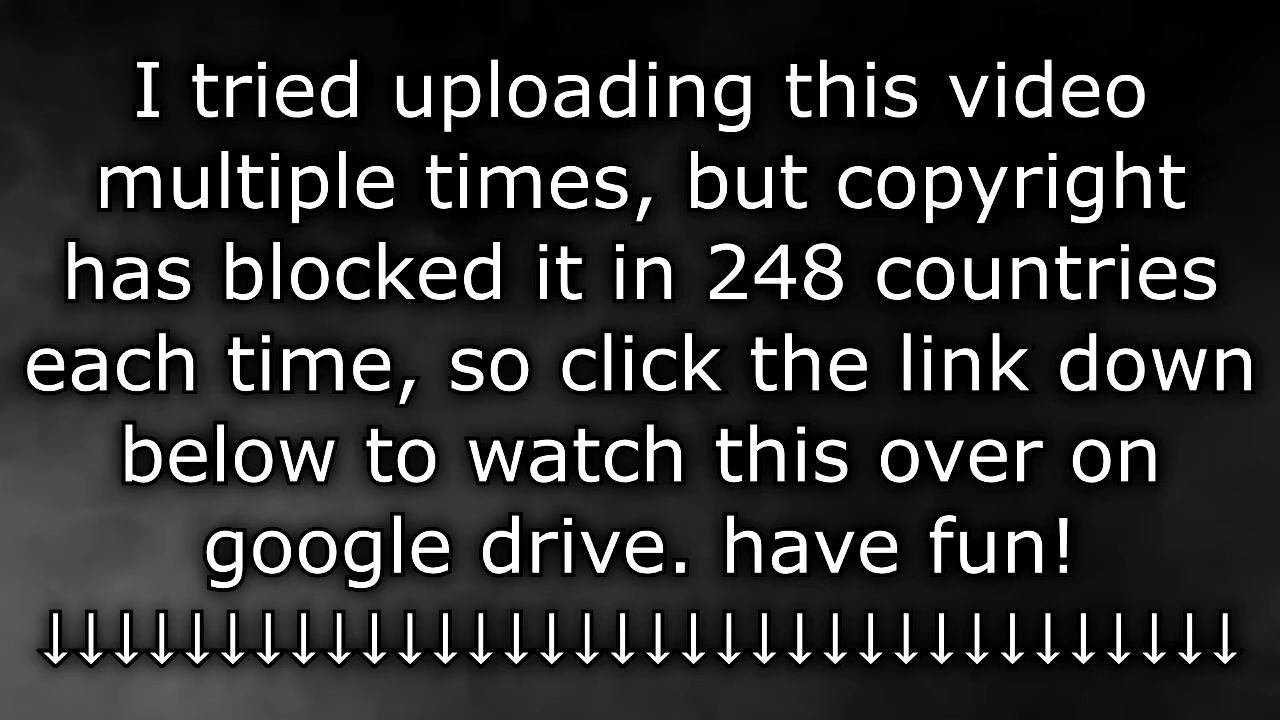 I tried uploading this video
multiple times, but copyright
has blocked it in 248 countries
each time, so click the link down
below to watch this over on
google drive. have fun!
↓↓↓↓↓↓↓↓↓↓↓↓↓↓↓↓↓↓↓↓↓↓↓↓↓↓↓↓↓↓↓↓↓↓